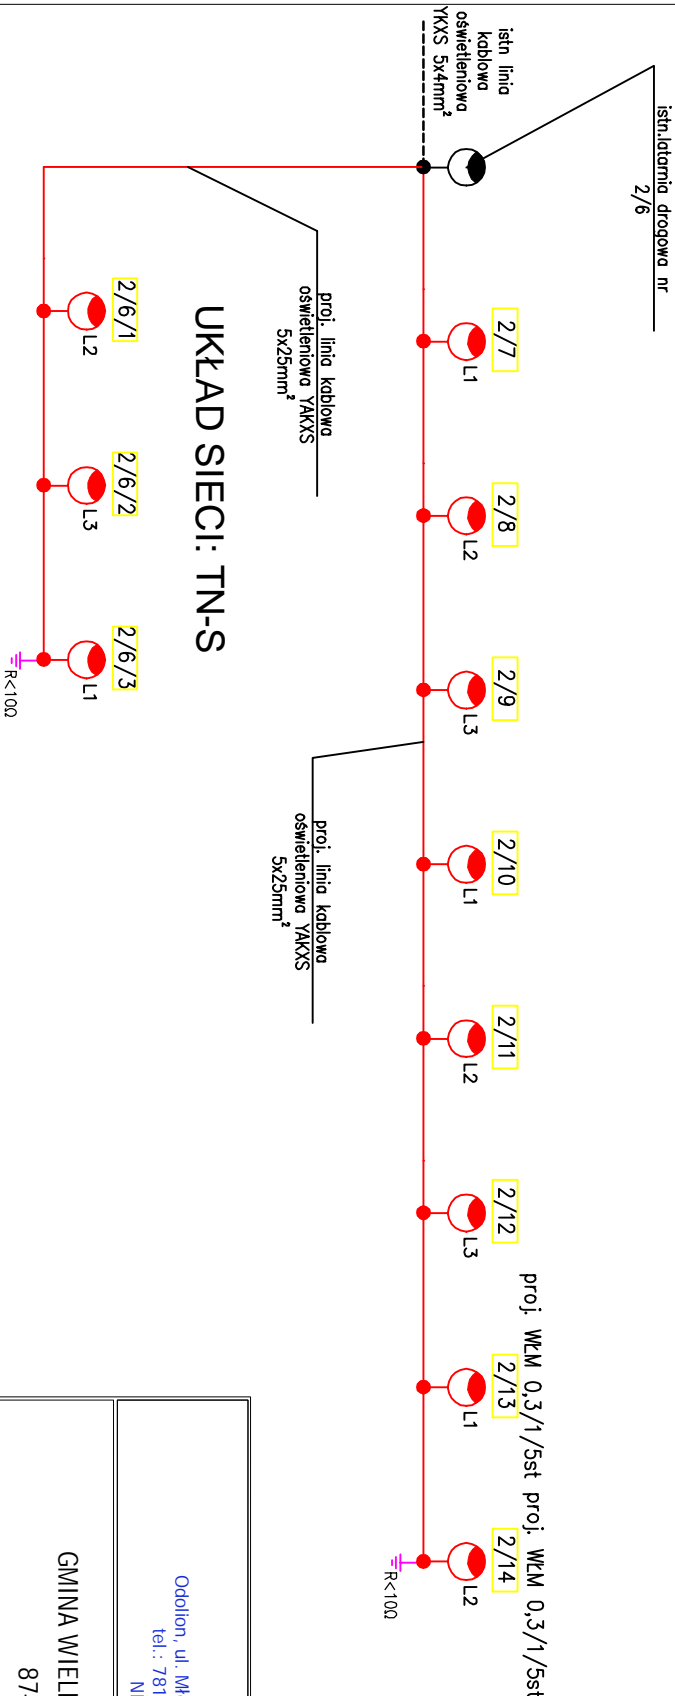 istn.latarnia drogowa nr
2/6
istn linia
kablowa
oświetleniowa
YKXS 5x4mm²
proj. WŁM 0,3/1/5st proj. WŁM 0,3/1/5st
2/7
2/8
2/9
2/10
2/11
2/12
2/13
2/14
L1
L2
L3
L1
L2
L3
L1
L2
R<10Ω
proj. linia kablowa
oświetleniowa YAKXS
5x25mm²
proj. linia kablowa
oświetleniowa YAKXS
5x25mm²
UKŁAD SIECI: TN-S
2/6/1
2/6/2
2/6/3
L2
L3
L1
R<10Ω
Odolion, ul. Mł
tel.: 781
NI
GMINA WIEL
87-